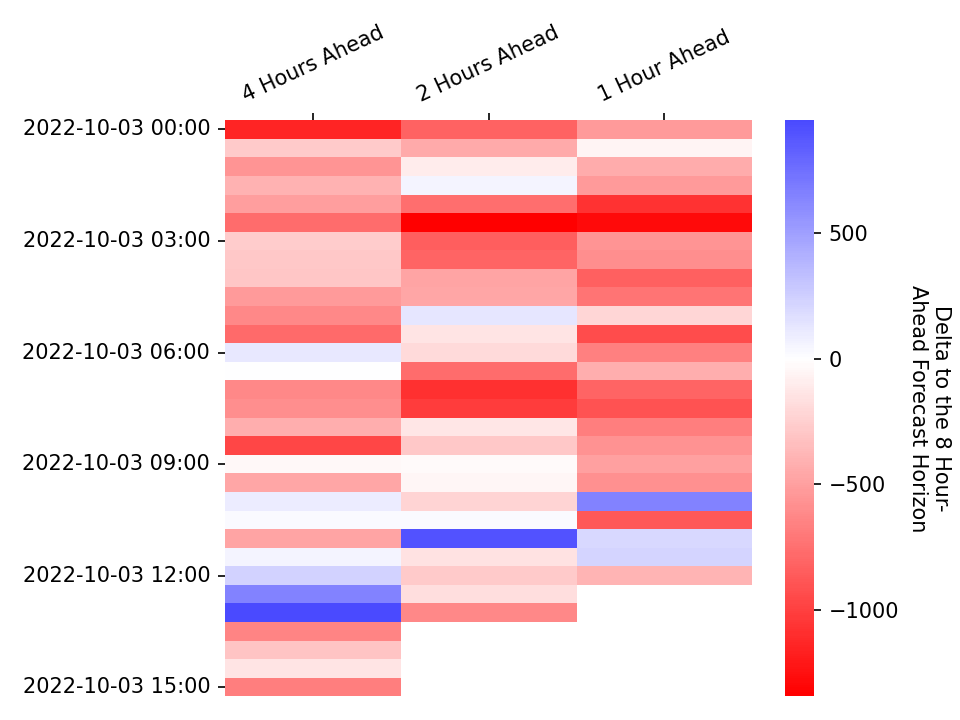 4 Hours Ahead
2 Hours Ahead
1 Hour Ahead
2022-10-03 00:00
2022-10-03 03:00
2022-10-03 06:00
2022-10-03 09:00
2022-10-03 12:00
2022-10-03 15:00
500
0
−500
−1000
Delta to the 8 Hour-
Ahead Forecast Horizon